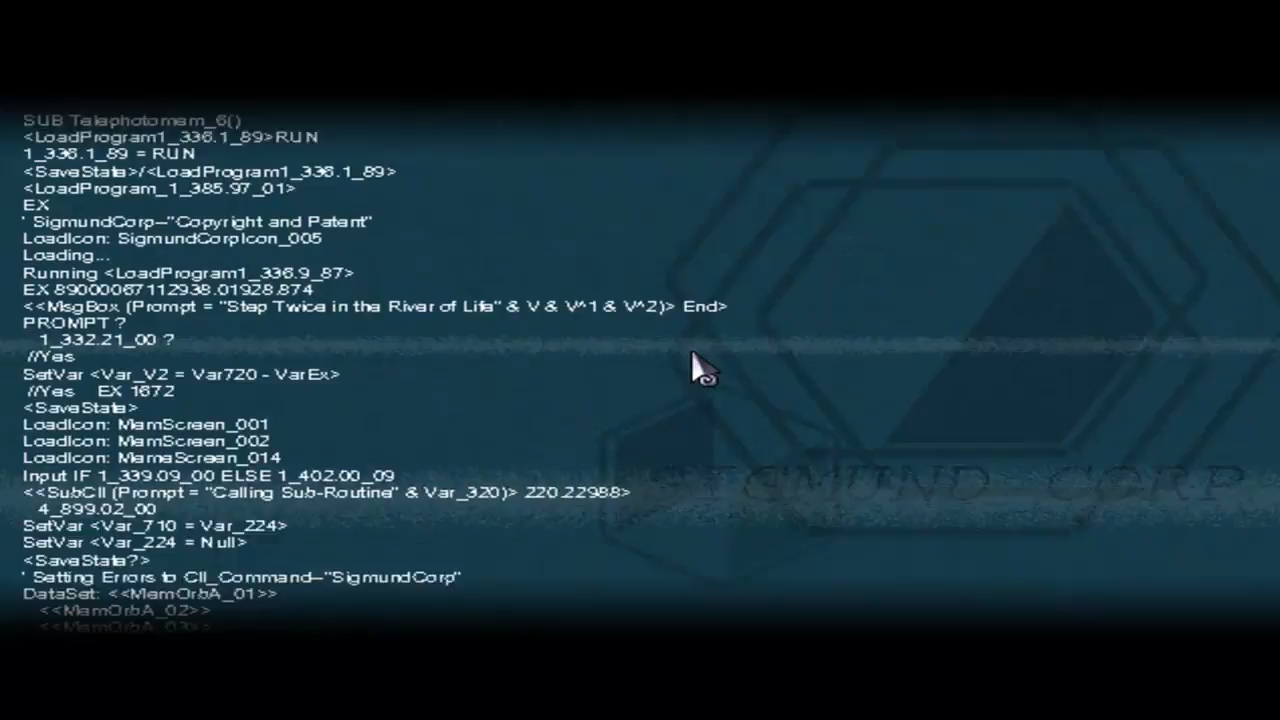 SUB Telephotomem_6()
<LoadProgram1_336.1_89>RUN
1_336.1_89 = RUN
<SaveState>/<LoadProgram1_336.1_89>
<LoadProgram_1_385.97_01>
EX
' SigmundCorp--"Copyright and Patent"
LoadIcon: SigmundCorpIcon_005
Loading...
Running <LoadProgram1_336.9_87>
EX 89000067112938.01928.874
<<MsgBox (Prompt = "Step Twice in the River of Life" & V & V^1 & V^2)> End>
PROMPT ?
1_332.21_00 ?
//Yes
SetVar <Var_V2 = Var720 - VarEx>
//Yes EX 1672
<SaveState>
LoadIcon: MemScreen_001
LoadIcon: MemScreen_002
LoadIcon: MemeScreen_014
Input IF 1_339.09_00 ELSE 1_402.00_09
<<SubCll (Prompt = "Calling Sub-Routine" & Var_320)> 220.22988>
4_899.02_00
SetVar <Var_710 = Var_224>
SetVar <Var_224 = Null>
<SaveState?>
' Setting Errors to Cll_Command--"SigmundCorp"
DataSet: <<MemOrbA_01>>
<<MemOrbA_02>>
<<MemOrbA_03>>
SIGMUND CORP